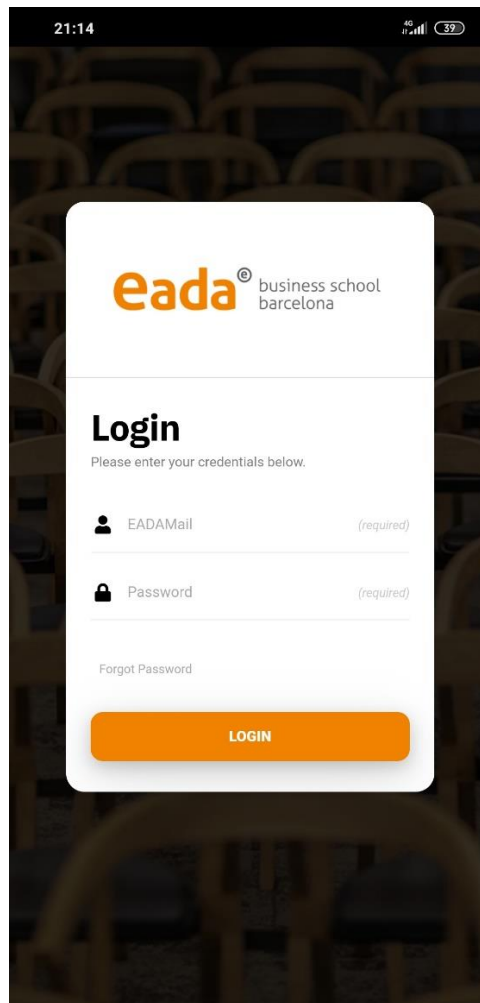 21:14
4G
39
eada® business school
barcelona
Login
Please enter your credentials below.
EADAMail (required)
Password (required)
Forgot Password
LOGIN